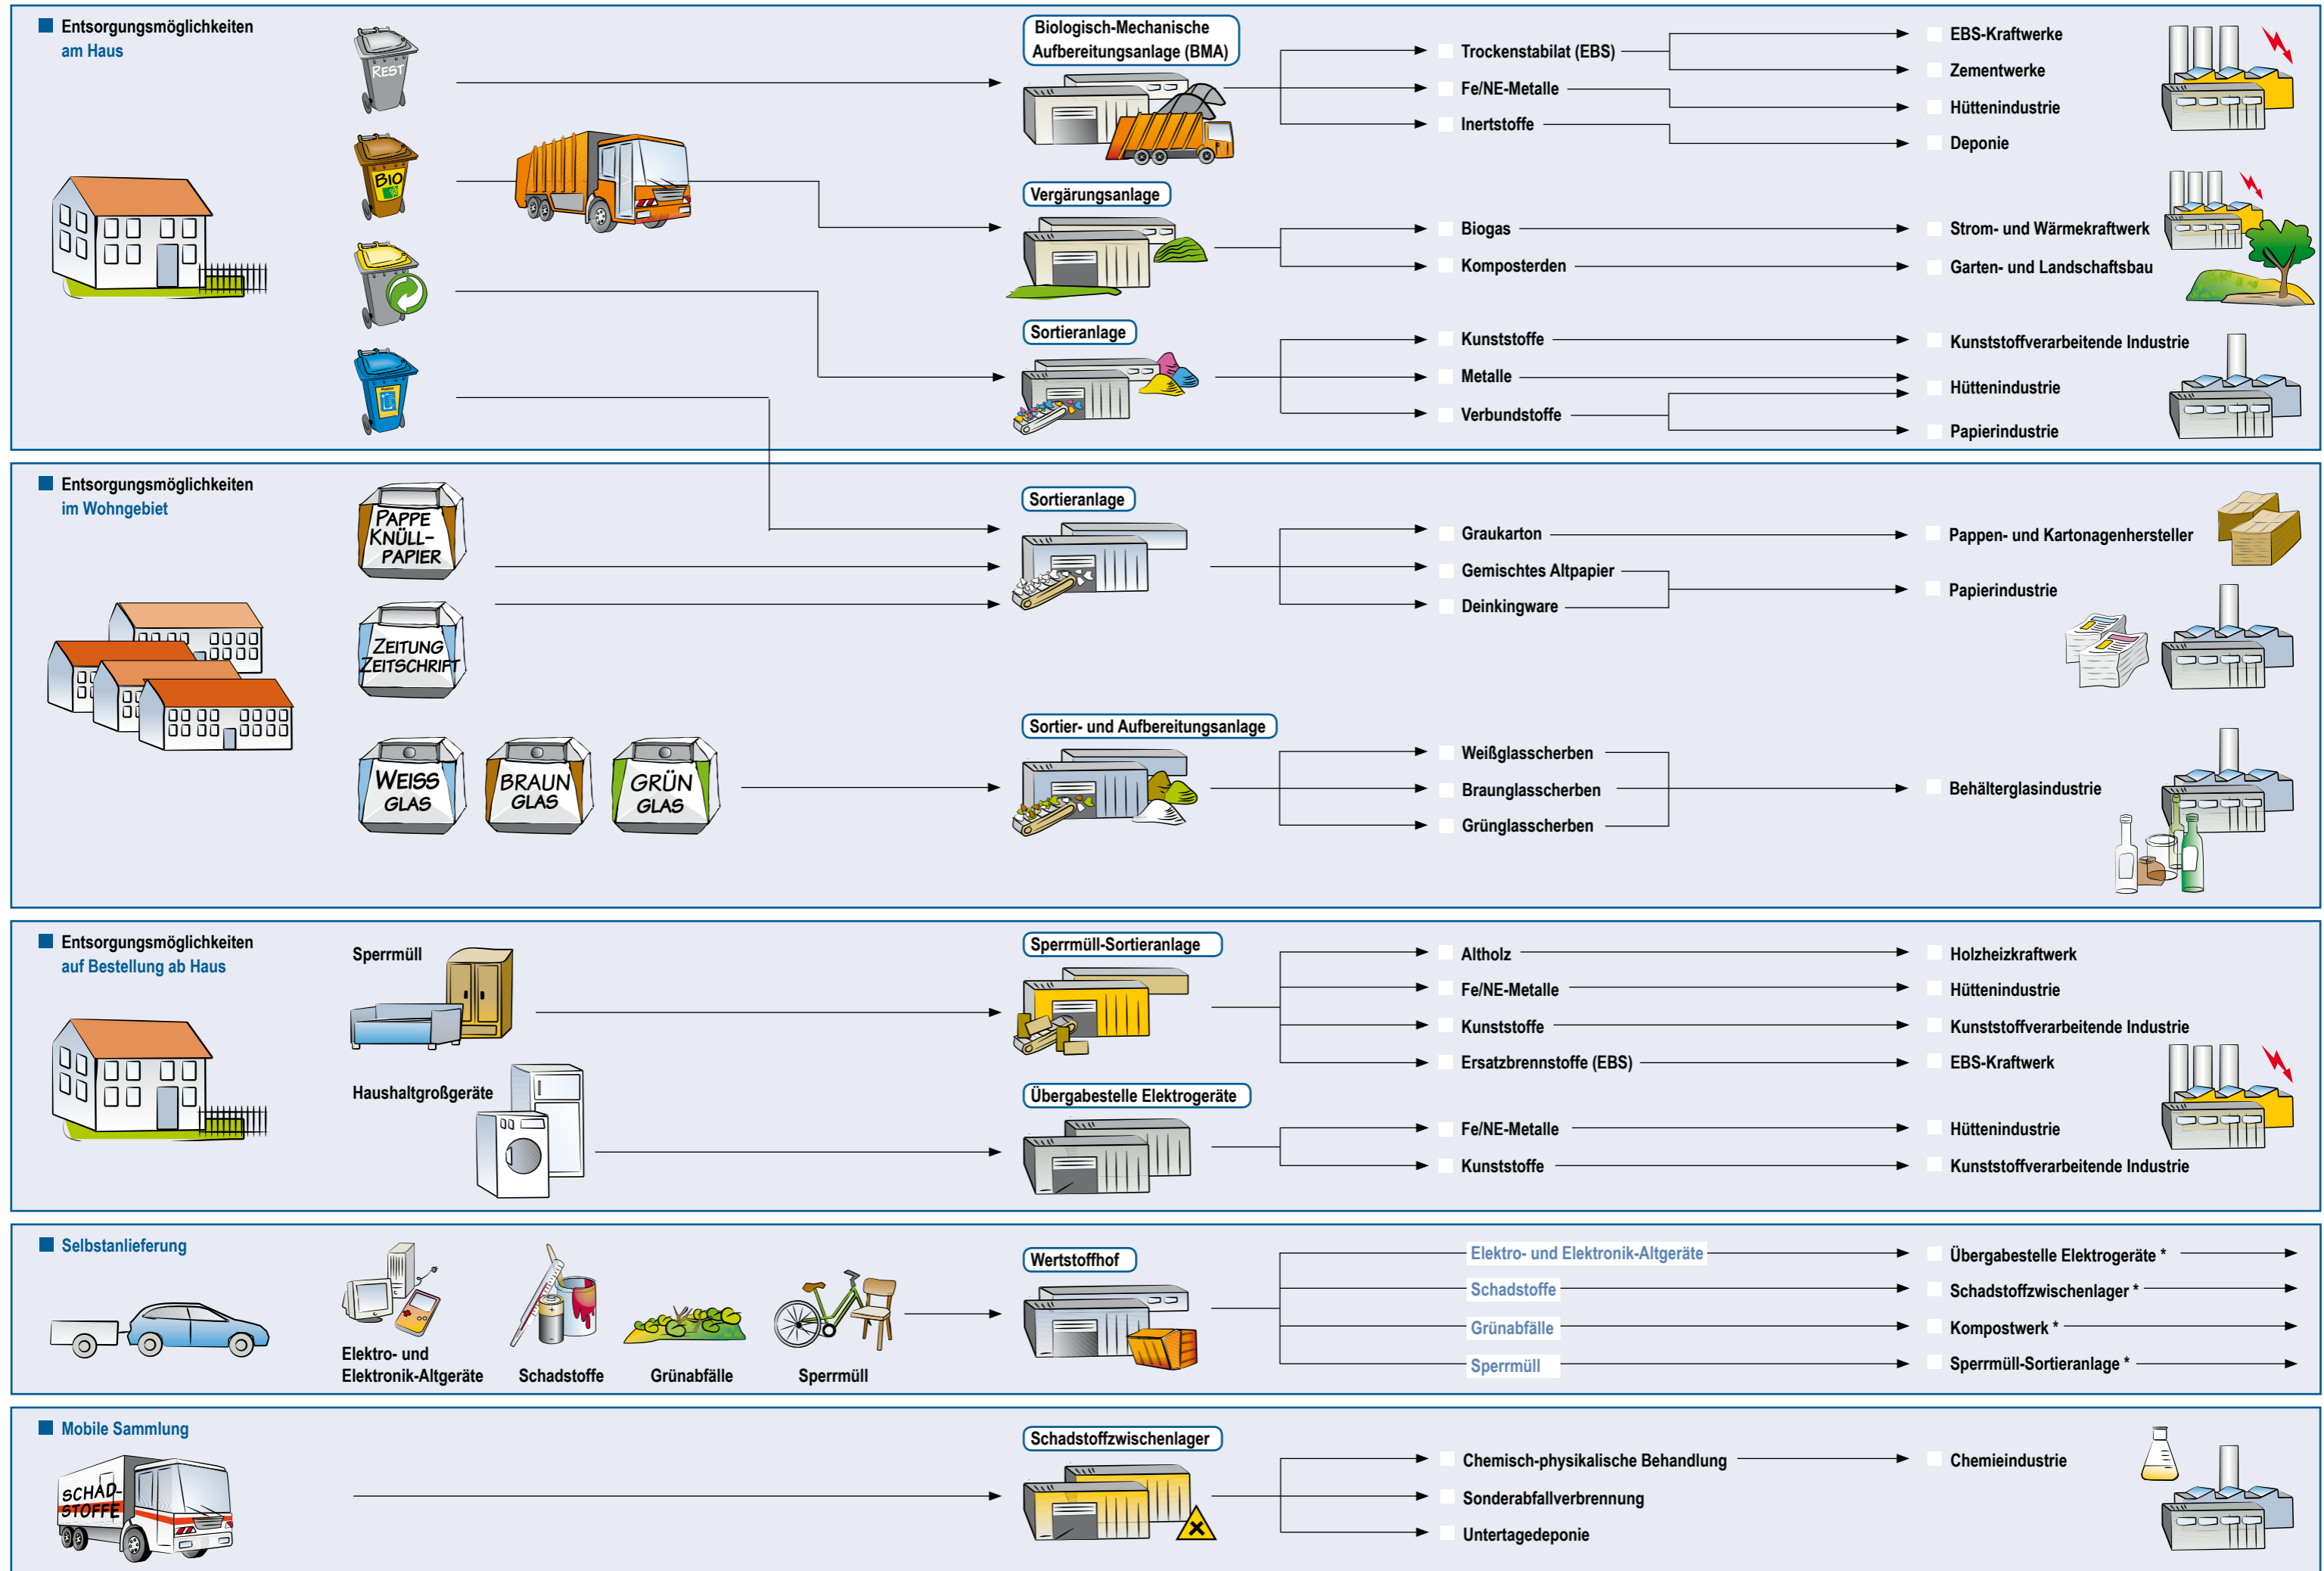 Entsorgungsmöglichkeiten
am Haus
REST
BIO
Biologisch-Mechanische
Aufbereitungsanlage (BMA)
Trockenstabilat (EBS)
Fe/NE-Metalle
Inertstoffe
EBS-Kraftwerke
Zementwerke
Hüttenindustrie
Deponie
Vergärungsanlage
Biogas
Komposterden
Strom- und Wärmekraftwerk
Garten- und Landschaftsbau
Sortieranlage
Kunststoffe
Metalle
Verbundstoffe
Kunststoffverarbeitende Industrie
Hüttenindustrie
Papierindustrie
Entsorgungsmöglichkeiten
im Wohngebiet
PAPPE
KNÜLL-
PAPIER
ZEITUNG
ZEITSCHRIFT
Sortieranlage
Graukarton
Gemischtes Altpapier
Deinkingware
Pappen- und Kartonagenhersteller
Papierindustrie
WEISS
GLAS
BRAUN
GLAS
GRÜN
GLAS
Sortier- und Aufbereitungsanlage
Weißglasscherben
Braunglasscherben
Grünglasscherben
Behälterglasindustrie
Entsorgungsmöglichkeiten
auf Bestellung ab Haus
Sperrmüll
Haushaltgroßgeräte
Sperrmüll-Sortieranlage
Altholz
Fe/NE-Metalle
Kunststoffe
Ersatzbrennstoffe (EBS)
Holzheizkraftwerk
Hüttenindustrie
Kunststoffverarbeitende Industrie
EBS-Kraftwerk
Übergabestelle Elektrogeräte
Fe/NE-Metalle
Kunststoffe
Hüttenindustrie
Kunststoffverarbeitende Industrie
Selbstanlieferung
Elektro- und
Elektronik-Altgeräte
Schadstoffe
Grünabfälle
Sperrmüll
Wertstoffhof
Elektro- und Elektronik-Altgeräte
Schadstoffe
Grünabfälle
Sperrmüll
Übergabestelle Elektrogeräte *
Schadstoffzwischenlager *
Kompostwerk *
Sperrmüll-Sortieranlage *
Mobile Sammlung
SCHAD-
STOFFE
Schadstoffzwischenlager
Chemisch-physikalische Behandlung
Sonderabfallverbrennung
Untertagedeponie
Chemieindustrie